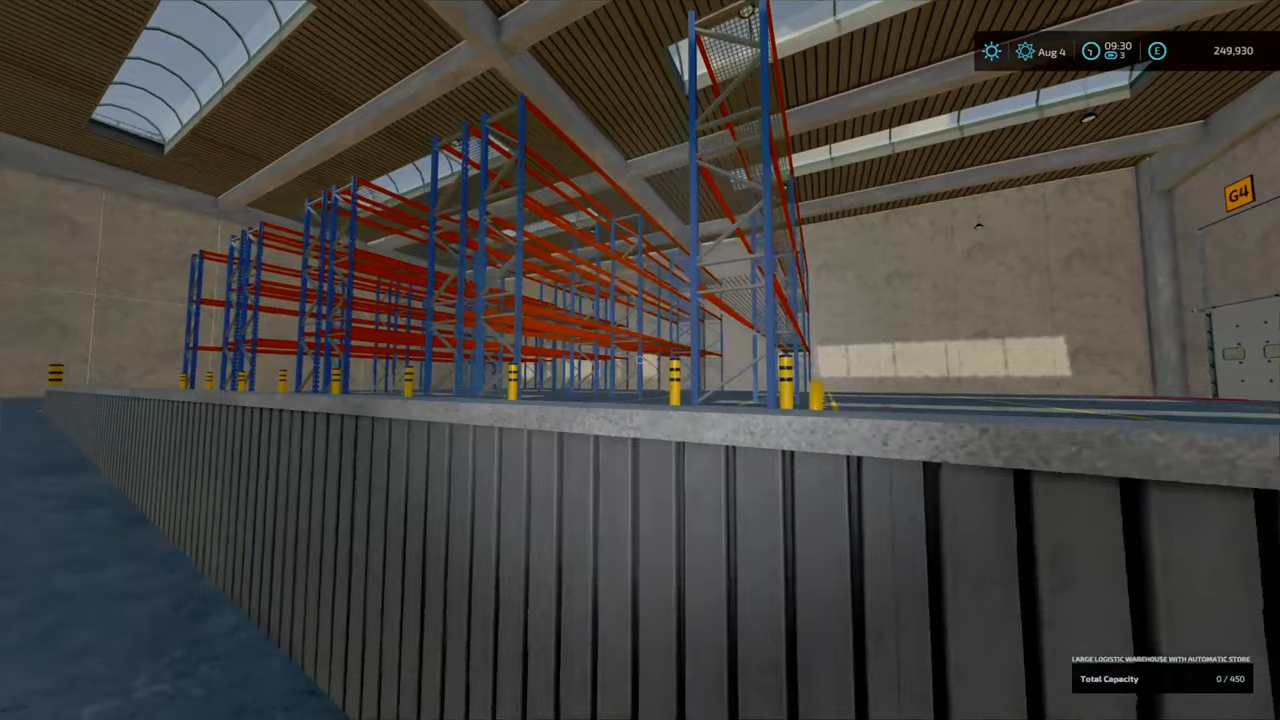 Aug 4
09:30
3
E
249,930
G4
LARGE LOGISTIC WAREHOUSE WITH AUTOMATIC STORE
Total Capacity 0 / 450